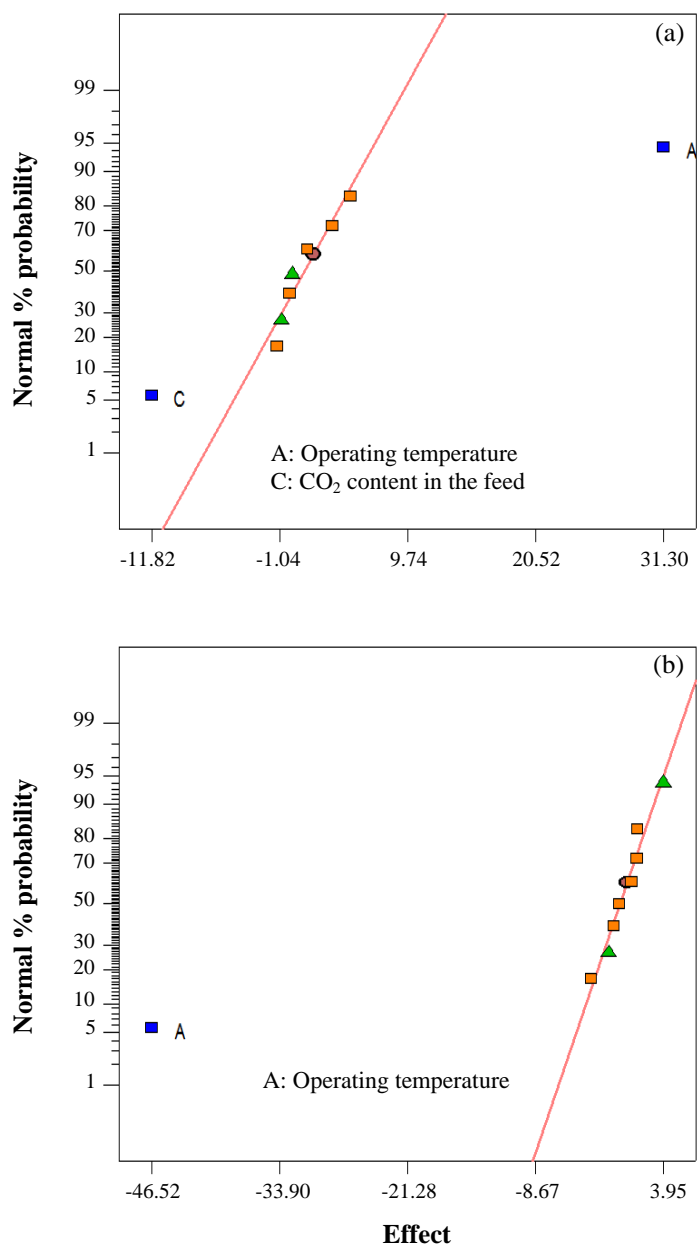 (a)
99
95
90
80
70
50
30
20
10
5
1
Normal % probability
A
C
A: Operating temperature
C: CO₂ content in the feed
-11.82 -1.04 9.74 20.52 31.30
(b)
99
95
90
80
70
50
30
20
10
5
1
Normal % probability
A
A: Operating temperature
-46.52 -33.90 -21.28 -8.67 3.95
Effect